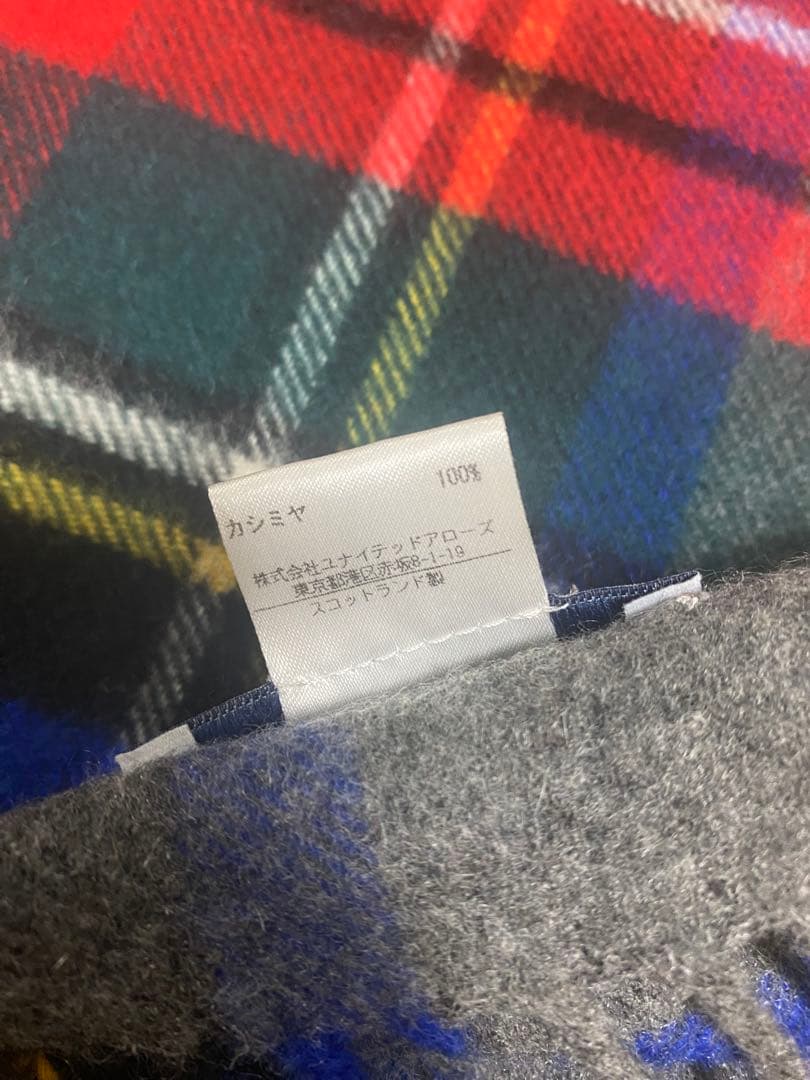 カシミヤ 100%
株式会社ユナイテッドアローズ
東京都港区赤坂8-1-19
スコットランド製